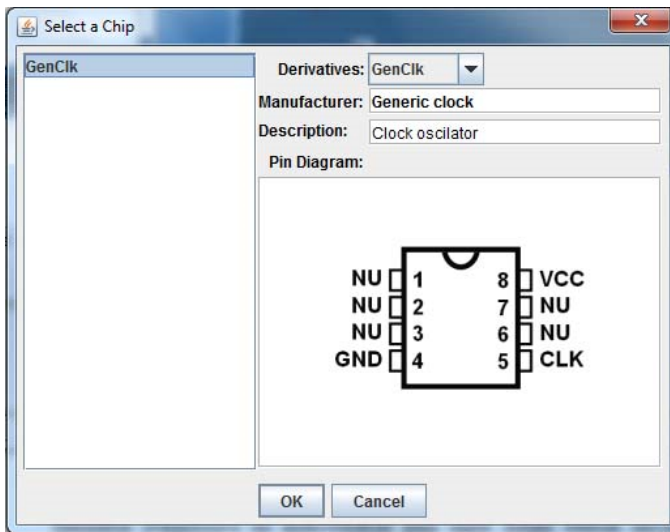 Select a Chip
GenClk
Derivatives: GenClk
Manufacturer: Generic clock
Description: Clock oscilator
Pin Diagram:
NU 1 8 VCC
NU 2 7 NU
NU 3 6 NU
GND 4 5 CLK
OK Cancel